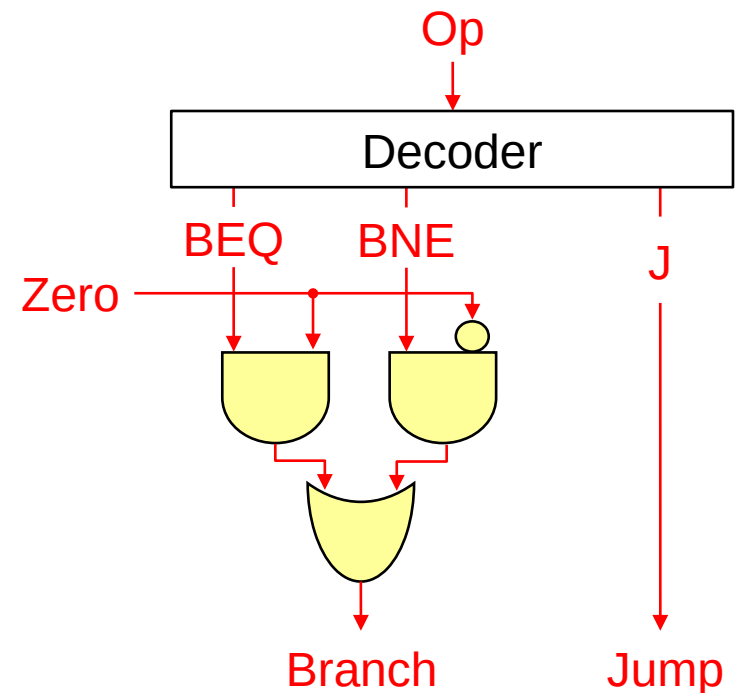 Op
Decoder
BEQ
BNE
J
Zero
Branch
Jump